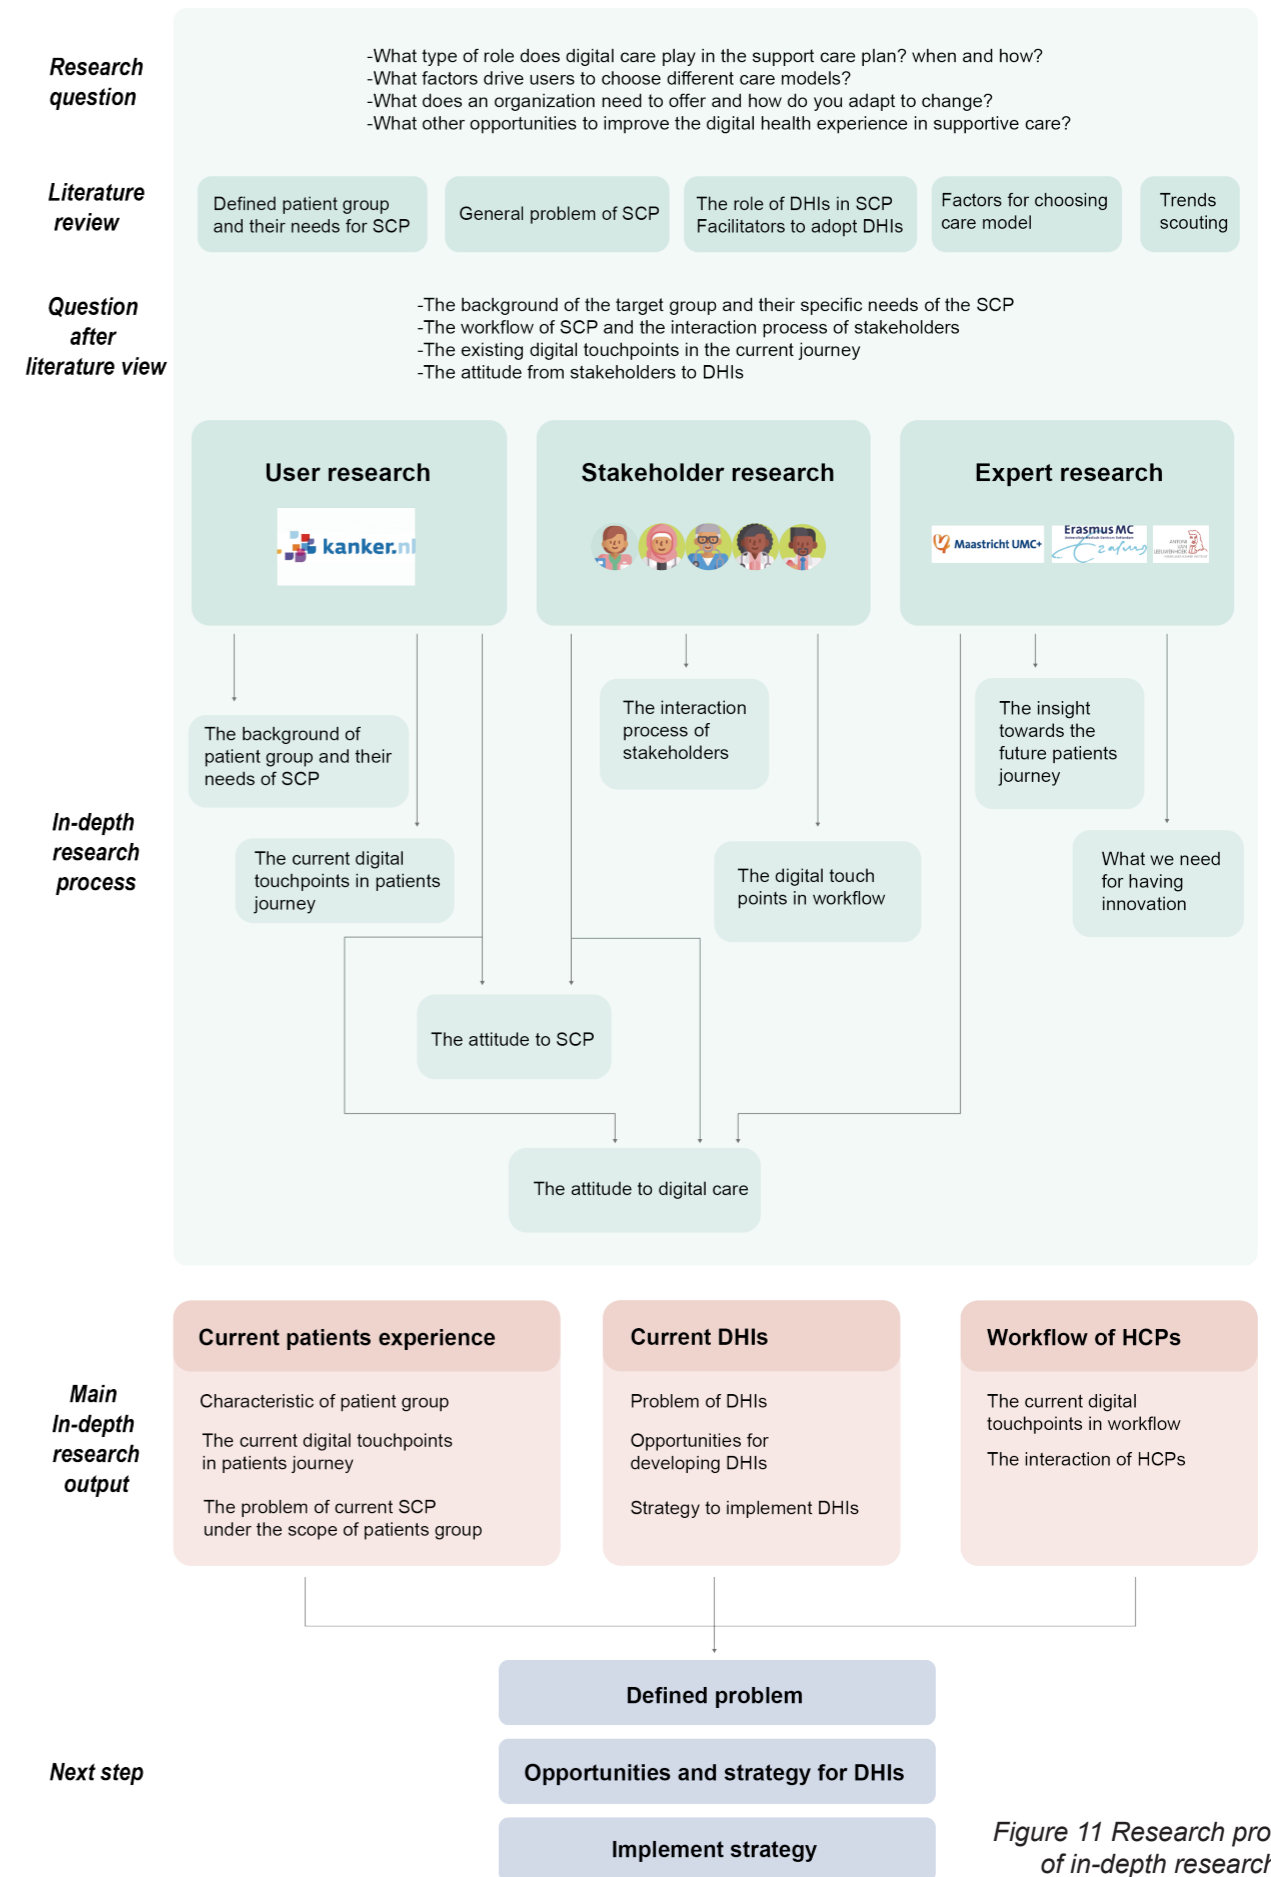 Research
question
-What type of role does digital care play in the support care plan? when and how?
-What factors drive users to choose different care models?
-What does an organization need to offer and how do you adapt to change?
-What other opportunities to improve the digital health experience in supportive care?
Literature
review
Defined patient group
and their needs for SCP
General problem of SCP
The role of DHIs in SCP
Facilitators to adopt DHIs
Factors for choosing
care model
Trends
scouting
Question
after
literature view
-The background of the target group and their specific needs of the SCP
-The workflow of SCP and the interaction process of stakeholders
-The existing digital touchpoints in the current journey
-The attitude from stakeholders to DHIs
User research
kanker.nl
Stakeholder research
Expert research
Maastricht UMC+
Erasmus MC
Erasmus
ANTONI
VAN
LEEUWENHOEK
In-depth
research
process
The background of
patient group and their
needs of SCP
The current digital
touchpoints in patients
journey
The interaction
process of
stakeholders
The digital touch
points in workflow
The insight
towards the
future patients
journey
What we need
for having
innovation
The attitude to SCP
The attitude to digital care
Main
In-depth
research
output
Current patients experience
Characteristic of patient group
The current digital touchpoints
in patients journey
The problem of current SCP
under the scope of patients group
Current DHIs
Problem of DHIs
Opportunities for
developing DHIs
Strategy to implement DHIs
Workflow of HCPs
The current digital
touchpoints in workflow
The interaction of HCPs
Next step
Defined problem
Opportunities and strategy for DHIs
Implement strategy
Figure 11 Research pro
of in-depth research